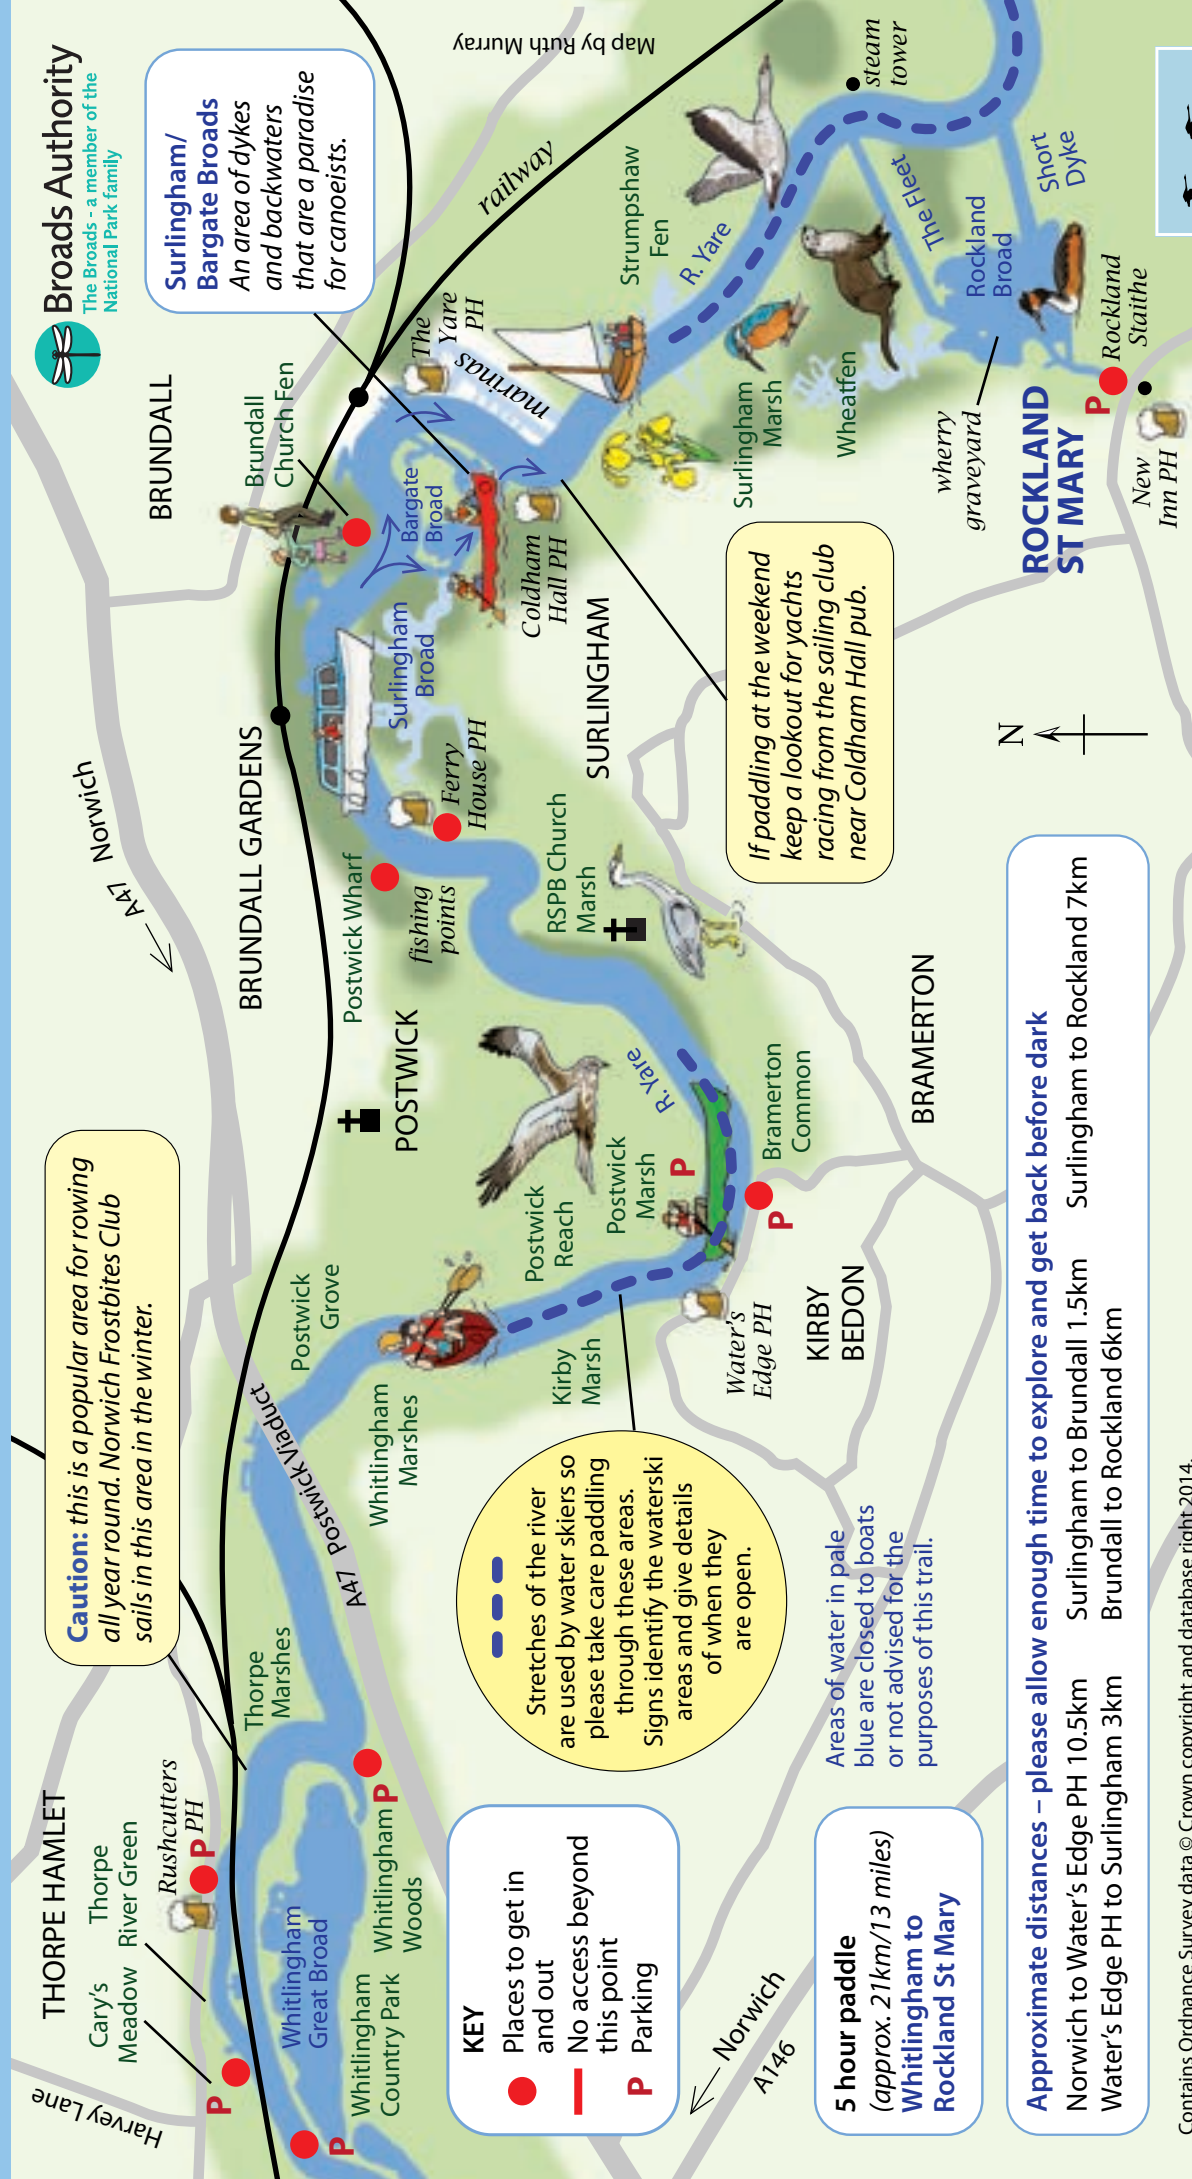 Broads Authority
The Broads - a member of the
National Park family
Surlingham/
Bargate Broads
An area of dykes
and backwaters
that are a paradise
for canoeists.
Map by Ruth Murray
Caution: this is a popular area for rowing
all year round. Norwich Frostbites Club
sails in this area in the winter.
A47 Norwich
THORPE HAMLET
Cary's
Meadow
Thorpe
River Green
Rushcutters
PH
P
Harvey Lane
P
P
Thorpe
Marshes
Whitlingham
Great Broad
Whitlingham
Country Park
Whitlingham
Woods
P
A47 Postwick Viaduct
Postwick
Grove
Whitlingham
Marshes
Kirby
Marsh
Postwick
Reach
Postwick
Marsh
P
R. Yare
Water's
Edge PH
P
Bramerton
Common
KIRBY
BEDON
BRAMERTON
POSTWICK
Postwick Wharf
fishing
points
BRUNDALL GARDENS
Ferry
House PH
RSPB Church
Marsh
SURLINGHAM
Surlingham
Broad
BRUNDALL
Brundall
Church Fen
Bargate
Broad
Coldham
Hall PH
The
Yare
PH
marinas
railway
Strumpshaw
Fen
R. Yare
Surlingham
Marsh
Wheatfen
steam
tower
The Fleet
Short
Dyke
Rockland
Broad
wherry
graveyard
ROCKLAND
ST MARY
P
Rockland
Staithe
New
Inn PH
If paddling at the weekend
keep a lookout for yachts
racing from the sailing club
near Coldham Hall pub.
Stretches of the river
are used by water skiers so
please take care paddling
through these areas.
Signs identify the waterski
areas and give details
of when they
are open.
Areas of water in pale
blue are closed to boats
or not advised for the
purposes of this trail.
N
KEY
Places to get in
and out
No access beyond
this point
P Parking
Norwich
A146
5 hour paddle
(approx. 21km/13 miles)
Whitlingham to
Rockland St Mary
Approximate distances – please allow enough time to explore and get back before dark
Norwich to Water's Edge PH 10.5km Surlingham to Brundall 1.5km Surlingham to Rockland 7km
Water's Edge PH to Surlingham 3km Brundall to Rockland 6km
Contains Ordnance Survey data © Crown copyright and database right 2014.